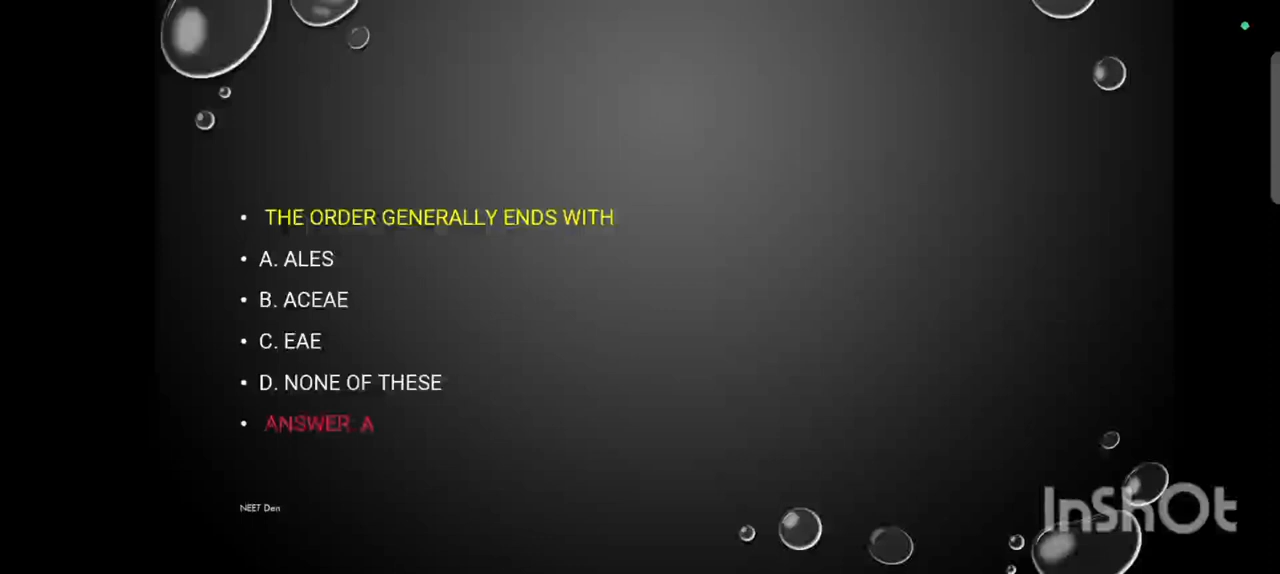 • THE ORDER GENERALLY ENDS WITH
• A. ALES
• B. ACEAE
• C. EAE
• D. NONE OF THESE
• ANSWER A
NEET Den
InShOt